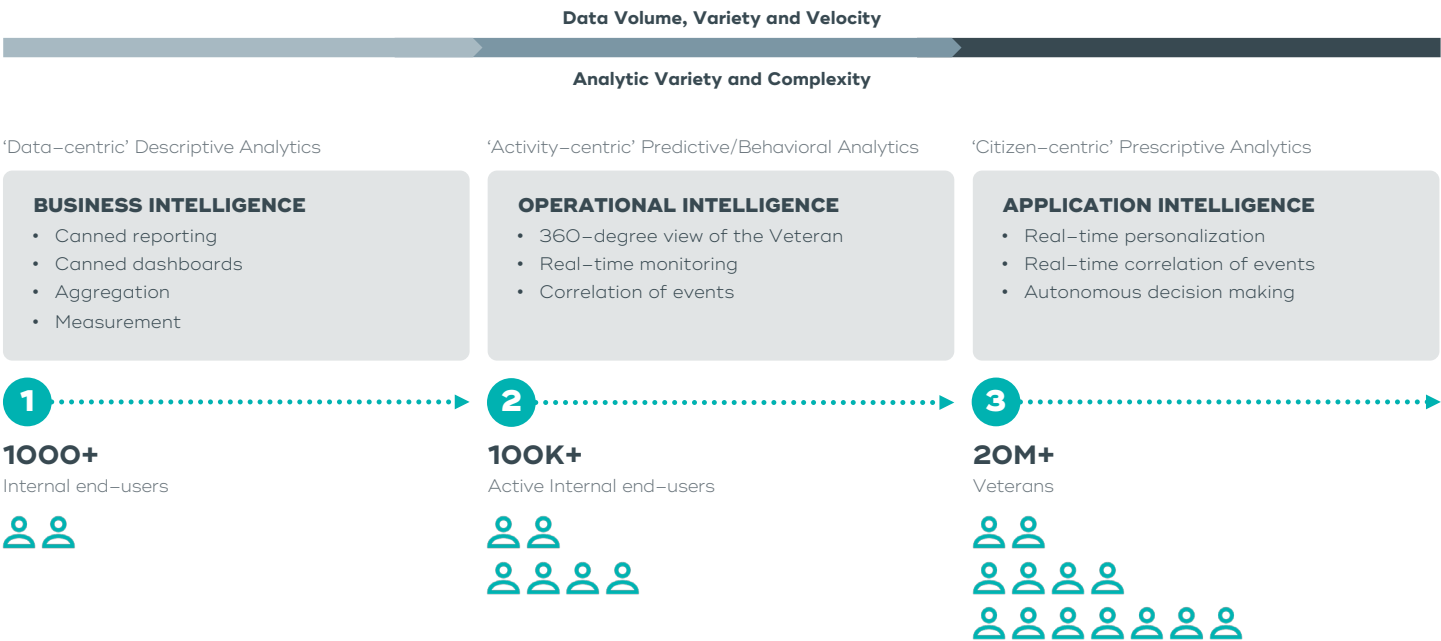 Data Volume, Variety and Velocity
Analytic Variety and Complexity
‘Data–centric’ Descriptive Analytics
BUSINESS INTELLIGENCE
• Canned reporting
• Canned dashboards
• Aggregation
• Measurement
1
1000+
Internal end–users
‘Activity–centric’ Predictive/Behavioral Analytics
OPERATIONAL INTELLIGENCE
• 360–degree view of the Veteran
• Real–time monitoring
• Correlation of events
2
100K+
Active Internal end–users
‘Citizen–centric’ Prescriptive Analytics
APPLICATION INTELLIGENCE
• Real–time personalization
• Real–time correlation of events
• Autonomous decision making
3
20M+
Veterans